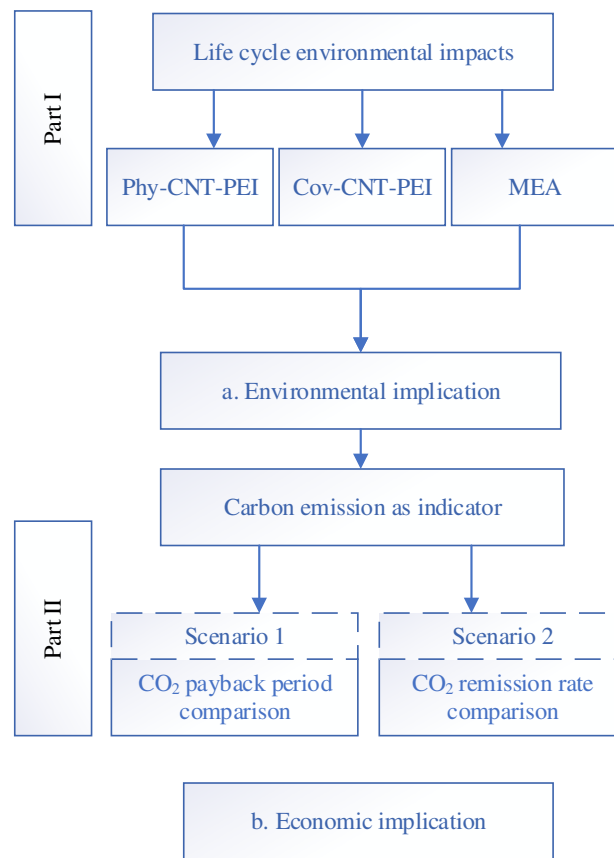 Part I
Life cycle environmental impacts
Phy-CNT-PEI
Cov-CNT-PEI
MEA
a. Environmental implication
Carbon emission as indicator
Part II
Scenario 1
CO₂ payback period
comparison
Scenario 2
CO₂ remission rate
comparison
b. Economic implication